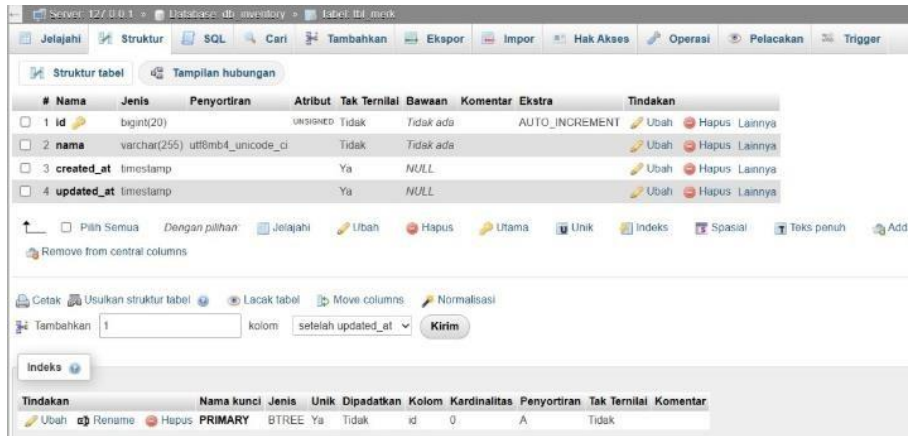 Server: 127.0.0.1 » Database: db_inventory » Tabel: tbl_merk
Jelajahi Struktur SQL Cari Tambahkan Ekspor Impor Hak Akses Operasi Pelacakan Trigger
Struktur tabel Tampilan hubungan
# Nama Jenis Penyortiran Atribut Tak Ternilai Bawaan Komentar Ekstra Tindakan
1 id bigint(20) UNSIGNED Tidak Tidak ada AUTO_INCREMENT Ubah Hapus Lainnya
2 nama varchar(255) utf8mb4_unicode_ci Tidak Tidak ada Ubah Hapus Lainnya
3 created_at timestamp Ya NULL Ubah Hapus Lainnya
4 updated_at timestamp Ya NULL Ubah Hapus Lainnya
Pilih Semua Dengan pilihan: Jelajahi Ubah Hapus Utama Unik Indeks Spasial Teks penuh Add
Remove from central columns
Cetak Usulkan struktur tabel Lacak tabel Move columns Normalisasi
Tambahkan 1 kolom setelah updated_at Kirim
Indeks
Tindakan Nama kunci Jenis Unik Dipadatkan Kolom Kardinalitas Penyortiran Tak Ternilai Komentar
Ubah Rename Hapus PRIMARY BTREE Ya Tidak id 0 A Tidak